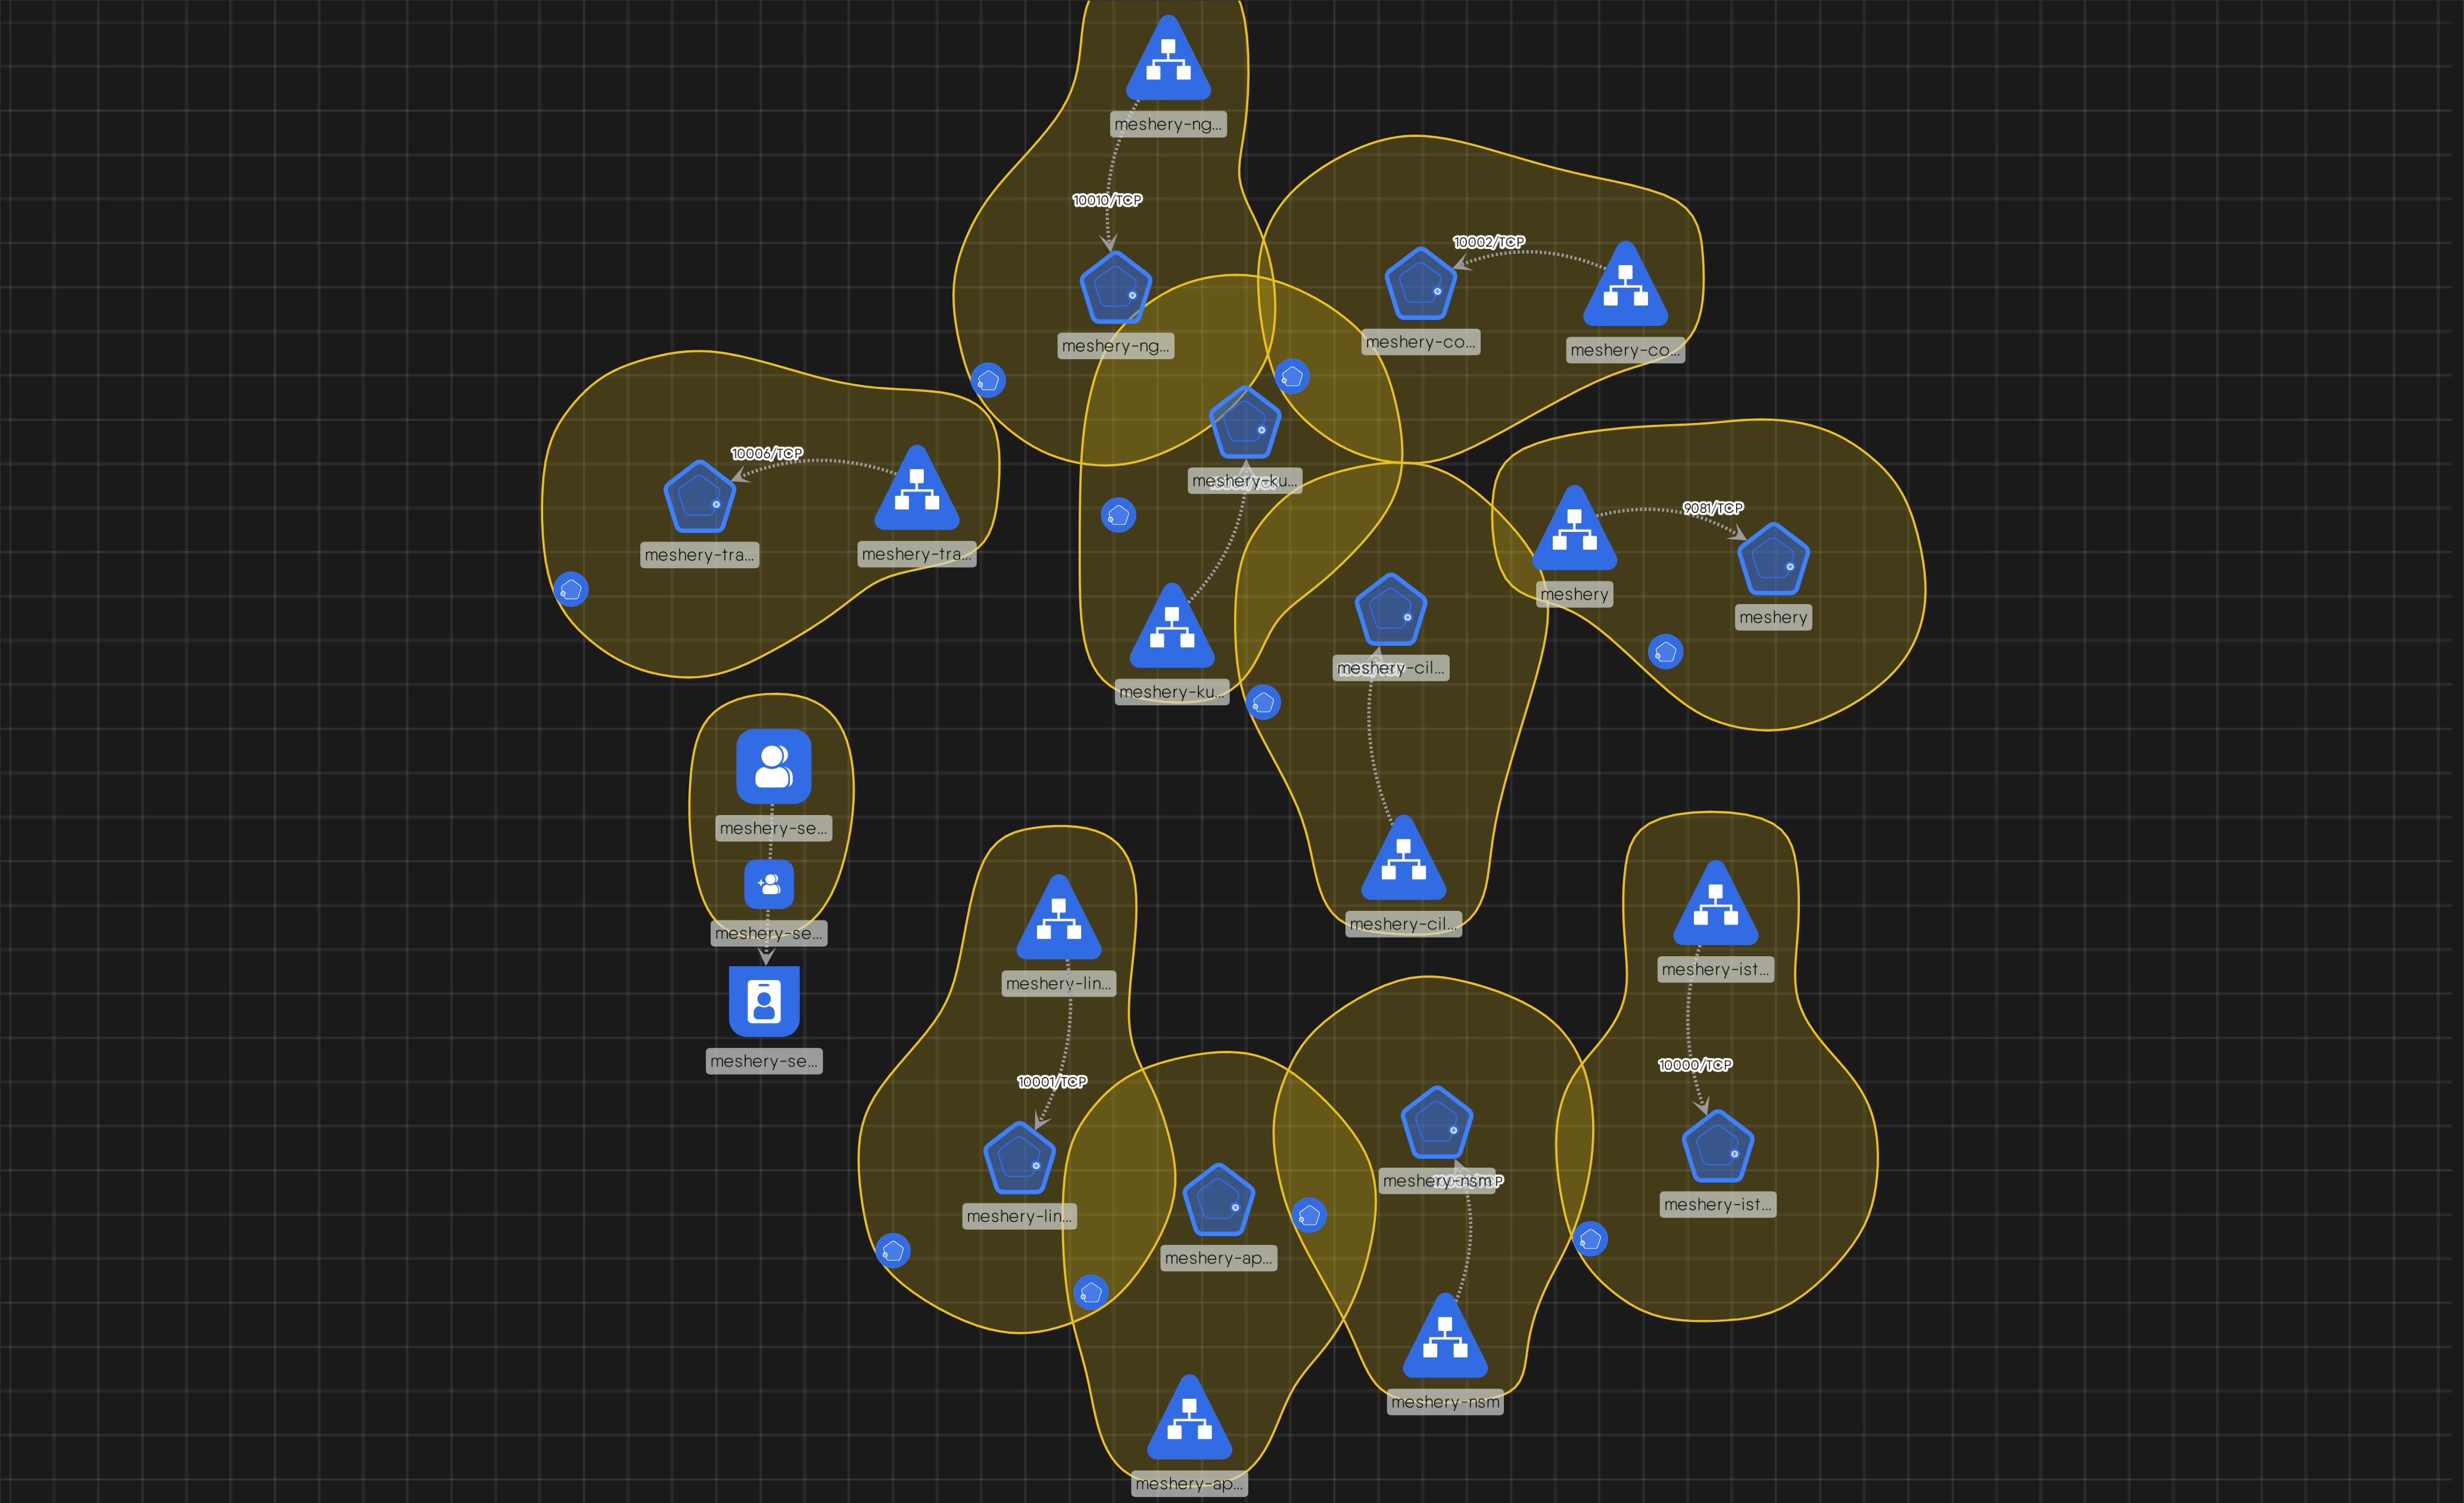 meshery-ng...
10010/TCP
meshery-ng...
10002/TCP
meshery-co...
meshery-co...
10006/TCP
meshery-tra...
meshery-tra...
meshery-ku...
meshery-ku...
9081/TCP
meshery
meshery
meshery-cil...
meshery-cil...
meshery-se...
meshery-se...
meshery-se...
meshery-lin...
10001/TCP
meshery-lin...
meshery-ap...
meshery-ap...
meshery-nsm
meshery-nsm
meshery-ist...
10000/TCP
meshery-ist...